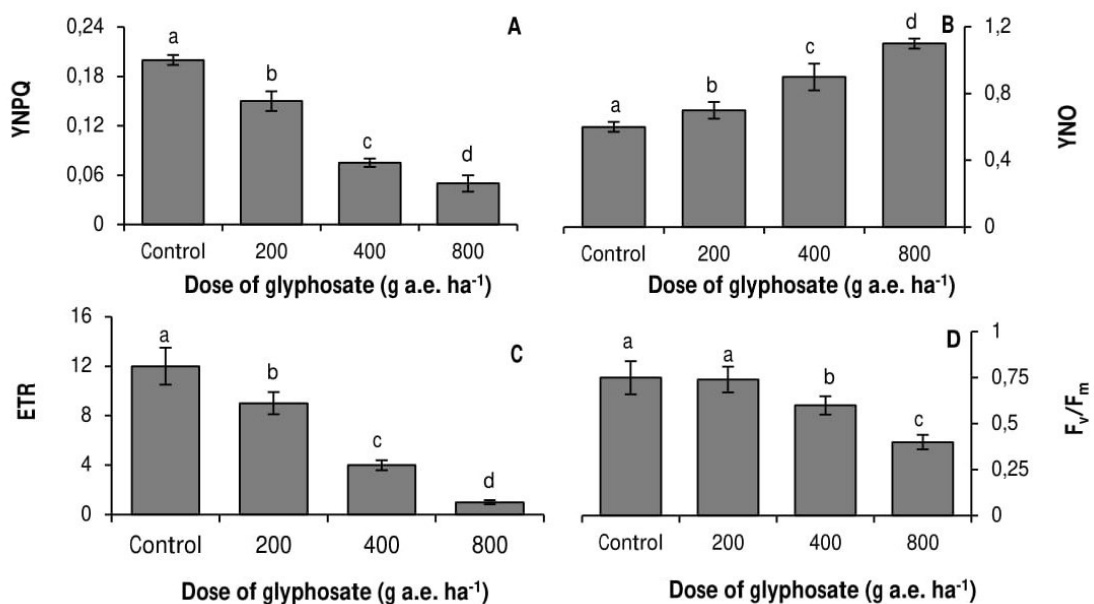 A
YNPQ
0,24
0,18
0,12
0,06
0
a
b
c
d
Control 200 400 800
Dose of glyphosate (g a.e. ha⁻¹)
B
YNO
1,2
0,8
0,4
0
a
b
c
d
Control 200 400 800
Dose of glyphosate (g a.e. ha⁻¹)
C
ETR
16
12
8
4
0
a
b
c
d
Control 200 400 800
Dose of glyphosate (g a.e. ha⁻¹)
D
Fᵥ/Fₘ
1
0,75
0,5
0,25
0
a
a
b
c
Control 200 400 800
Dose of glyphosate (g a.e. ha⁻¹)